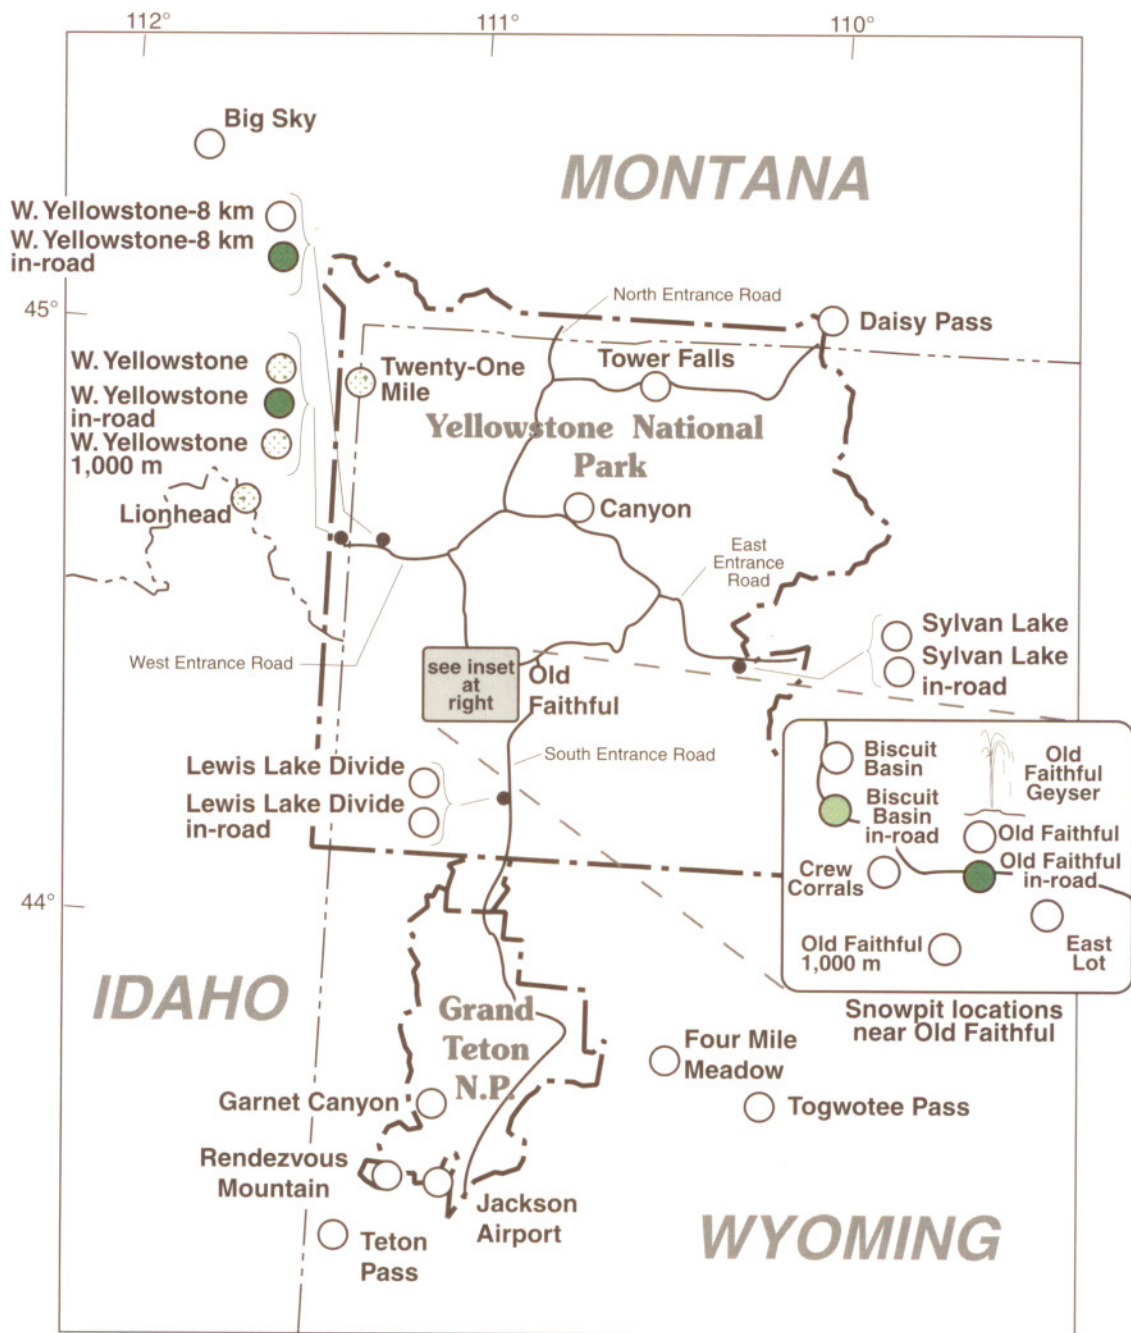 112°
111°
110°
Big Sky
MONTANA
W. Yellowstone-8 km
W. Yellowstone-8 km
in-road
North Entrance Road
45°
Daisy Pass
W. Yellowstone
Twenty-One
Mile
Tower Falls
W. Yellowstone
in-road
Yellowstone National
Park
W. Yellowstone
1,000 m
Lionhead
Canyon
East
Entrance
Road
Sylvan Lake
Sylvan Lake
in-road
West Entrance Road
see inset
at
right
Old
Faithful
South Entrance Road
Lewis Lake Divide
Lewis Lake Divide
in-road
Biscuit
Basin
Old
Faithful
Geyser
Biscuit
Basin
in-road
Old Faithful
Old Faithful
in-road
Crew
Corrals
East
Lot
Old Faithful
1,000 m
Snowpit locations
near Old Faithful
44°
IDAHO
Grand
Teton
N.P.
Four Mile
Meadow
Garnet Canyon
Togwotee Pass
Rendezvous
Mountain
Jackson
Airport
Teton
Pass
WYOMING